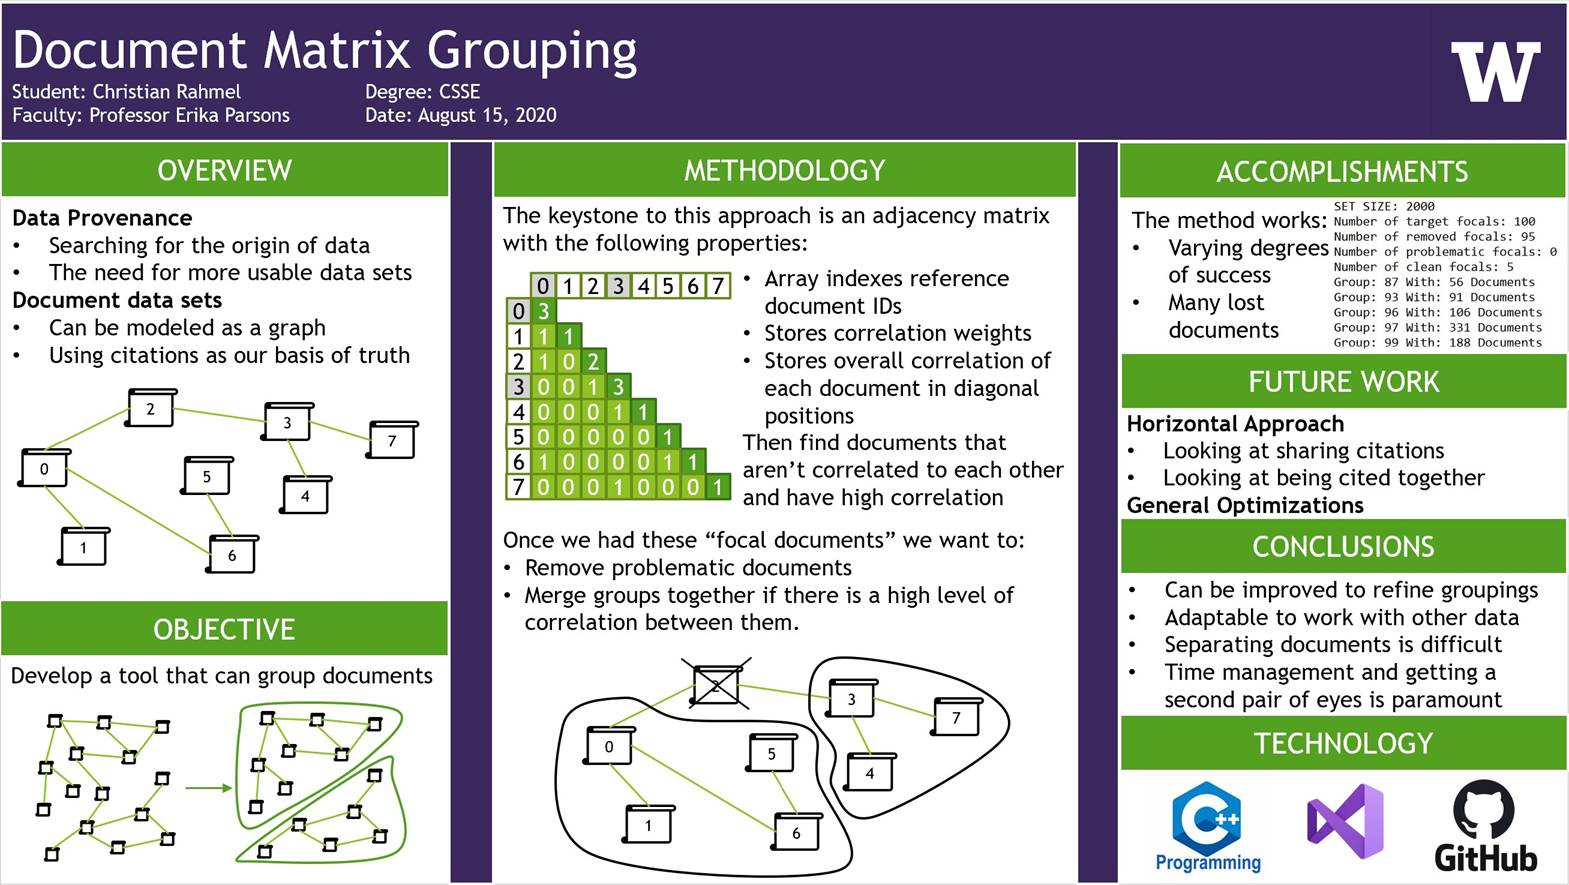 Document Matrix Grouping
Student: Christian Rahmel
Degree: CSSE
Faculty: Professor Erika Parsons
Date: August 15, 2020
W
OVERVIEW
Data Provenance
• Searching for the origin of data
• The need for more usable data sets
Document data sets
• Can be modeled as a graph
• Using citations as our basis of truth
2
3
7
0
5
4
1
6
OBJECTIVE
Develop a tool that can group documents
METHODOLOGY
The keystone to this approach is an adjacency matrix
with the following properties:
0 1 2 3 4 5 6 7
0 3
1 1 1
2 1 0 2
3 0 0 1 3
4 0 0 0 1 1
5 0 0 0 0 0 1
6 1 0 0 0 0 1 1
7 0 0 0 1 0 0 0 1
• Array indexes reference
document IDs
• Stores correlation weights
• Stores overall correlation of
each document in diagonal
positions
Then find documents that
aren't correlated to each other
and have high correlation
Once we had these “focal documents” we want to:
• Remove problematic documents
• Merge groups together if there is a high level of
correlation between them.
2
3
7
0
5
4
1
6
ACCOMPLISHMENTS
The method works:
• Varying degrees
of success
• Many lost
documents
SET SIZE: 2000
Number of target focals: 100
Number of removed focals: 95
Number of problematic focals: 0
Number of clean focals: 5
Group: 87 With: 56 Documents
Group: 93 With: 91 Documents
Group: 96 With: 106 Documents
Group: 97 With: 331 Documents
Group: 99 With: 188 Documents
FUTURE WORK
Horizontal Approach
• Looking at sharing citations
• Looking at being cited together
General Optimizations
CONCLUSIONS
• Can be improved to refine groupings
• Adaptable to work with other data
• Separating documents is difficult
• Time management and getting a
second pair of eyes is paramount
TECHNOLOGY
C++
Programming
GitHub